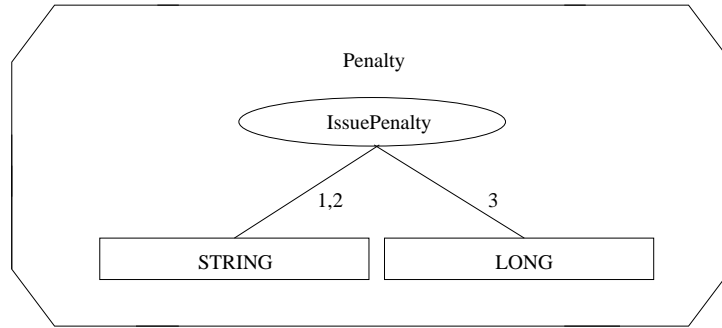 Penalty
IssuePenalty
1,2
3
STRING
LONG